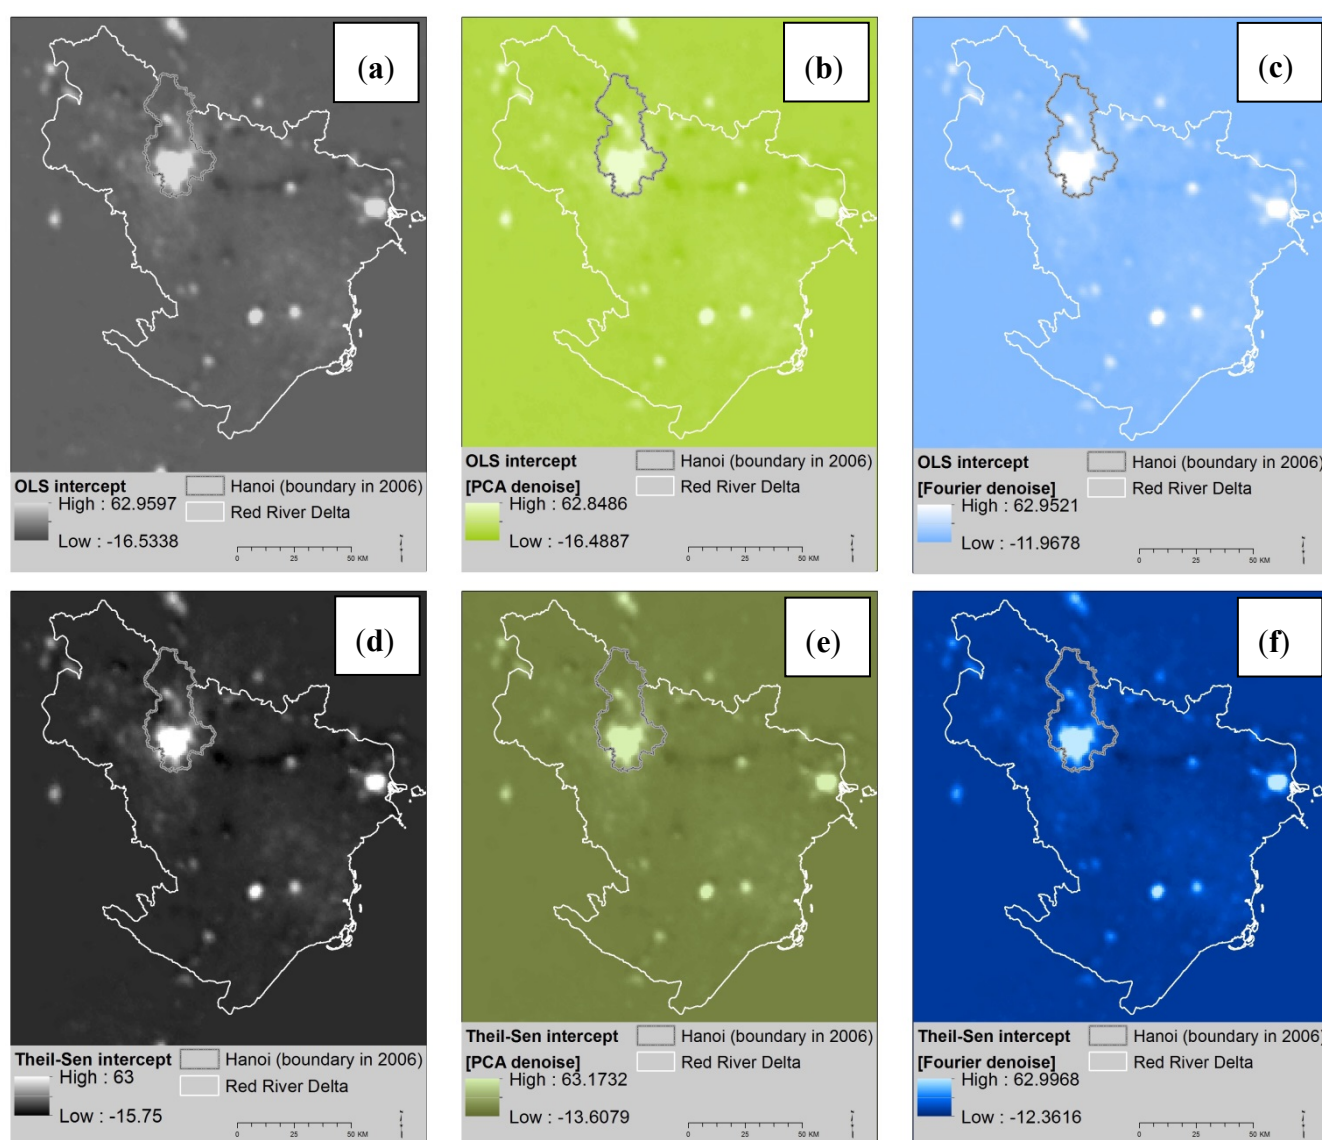 (a)
OLS intercept
High : 62.9597
Low : -16.5338
Hanoi (boundary in 2006)
Red River Delta
0 50 KM
(b)
OLS intercept
[PCA denoise]
High : 62.8486
Low : -16.4887
Hanoi (boundary in 2006)
Red River Delta
0 50 KM
(c)
OLS intercept
[Fourier denoise]
High : 62.9521
Low : -11.9678
Hanoi (boundary in 2006)
Red River Delta
0 50 KM
(d)
Theil-Sen intercept
High : 63
Low : -15.75
Hanoi (boundary in 2006)
Red River Delta
0 50 KM
(e)
Theil-Sen intercept
[PCA denoise]
High : 63.1732
Low : -13.6079
Hanoi (boundary in 2006)
Red River Delta
0 50 KM
(f)
Theil-Sen intercept
[Fourier denoise]
High : 62.9968
Low : -12.3616
Hanoi (boundary in 2006)
Red River Delta
0 50 KM